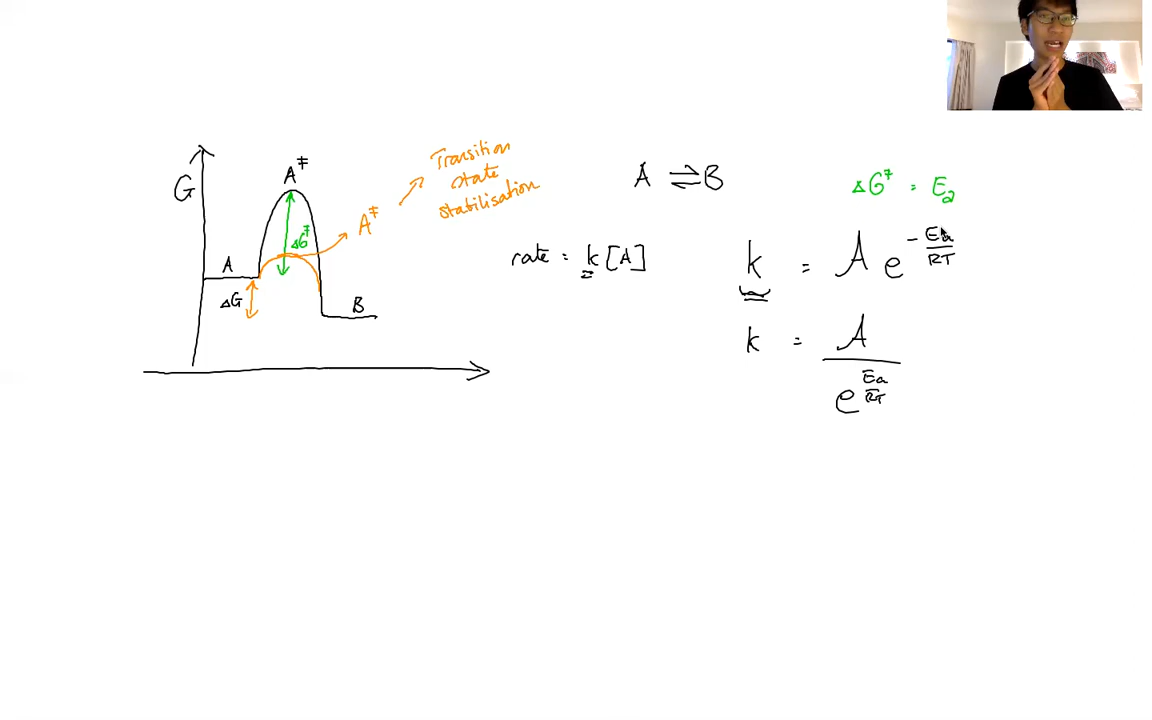 G
A
A‡
ΔG‡
ΔG
B
A‡
Transition
state
stabilisation
A ⇌ B
rate = k [A]
ΔG‡ = Ea
k = A e^(-Ea/RT)
k = A / e^(Ea/RT)